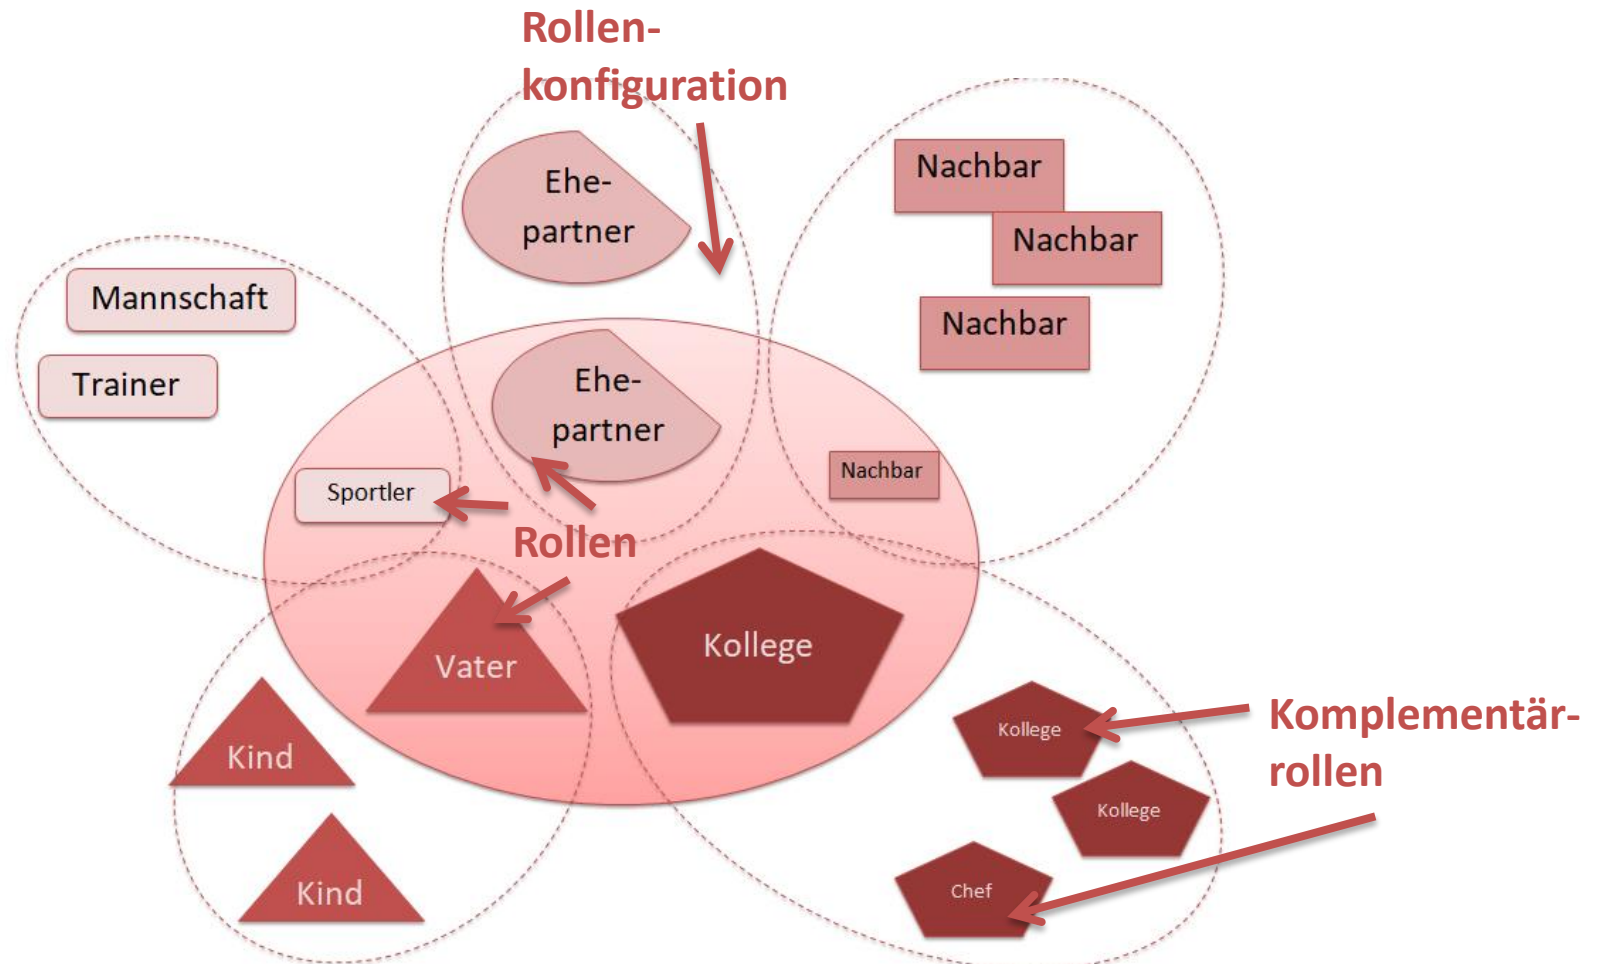 Rollen-
konfiguration
Ehe-
partner
Nachbar
Nachbar
Nachbar
Mannschaft
Trainer
Ehe-
partner
Nachbar
Sportler
Rollen
Vater
Kollege
Kind
Kind
Kollege
Kollege
Chef
Komplementär-
rollen